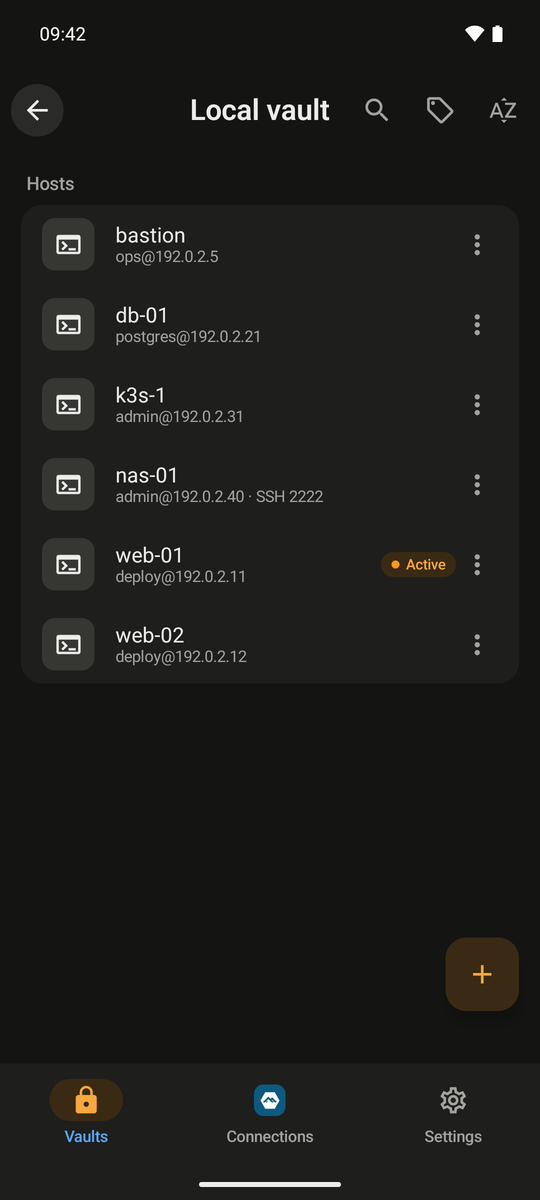 09:42
Local vault
AZ
Hosts
bastion
ops@192.0.2.5
db-01
postgres@192.0.2.21
k3s-1
admin@192.0.2.31
nas-01
admin@192.0.2.40 · SSH 2222
web-01
deploy@192.0.2.11
Active
web-02
deploy@192.0.2.12
+
Vaults
Connections
Settings